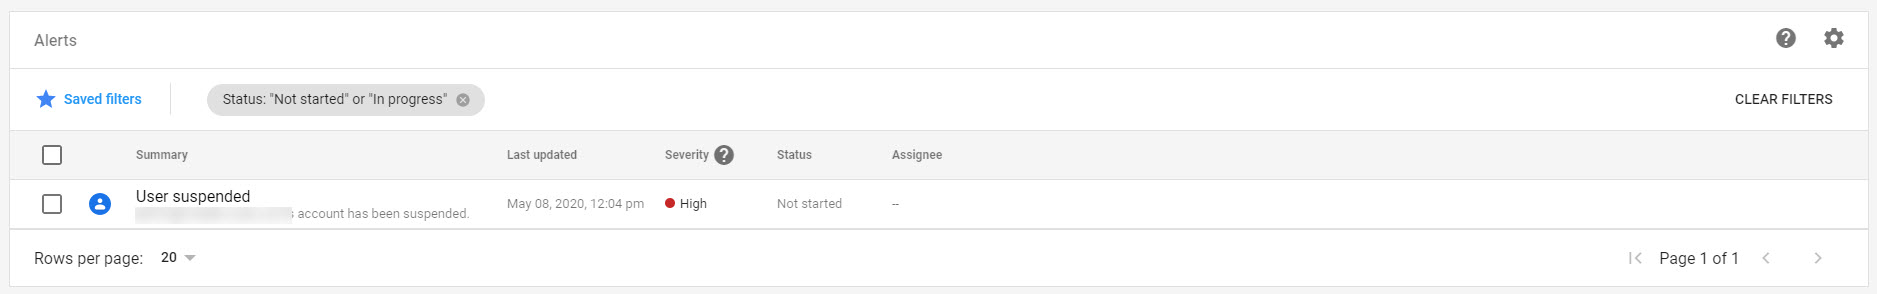 Alerts
Saved filters
Status: "Not started" or "In progress"
CLEAR FILTERS
Summary Last updated Severity Status Assignee
User suspended
account has been suspended.
May 08, 2020, 12:04 pm High Not started --
Rows per page: 20 Page 1 of 1